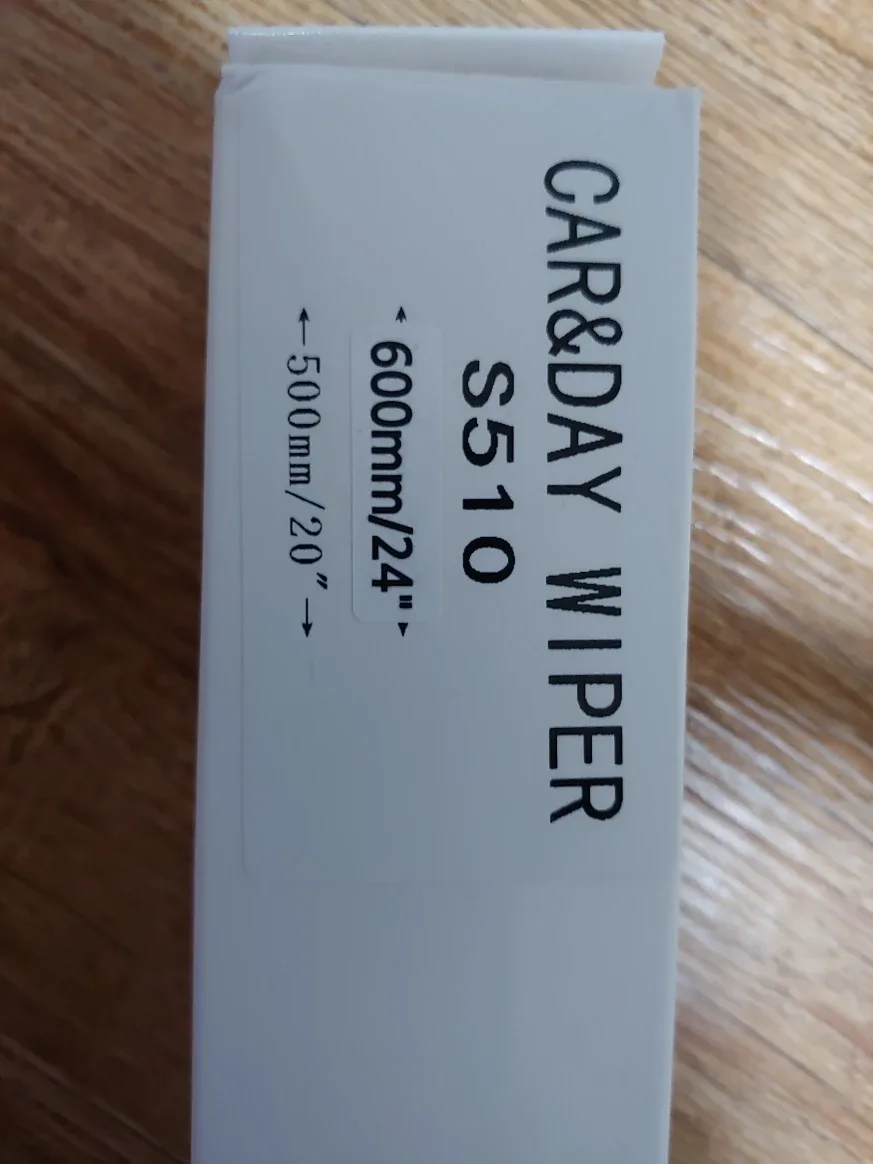 CAR&DAY WIPER
S510
◄ 600mm/24" ►
←500mm/20″→